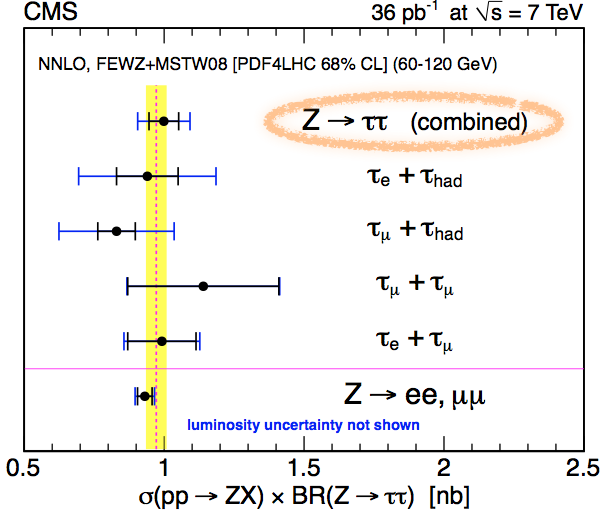 CMS 36 pb⁻¹ at √s = 7 TeV
NNLO, FEWZ+MSTW08 [PDF4LHC 68% CL] (60-120 GeV)
Z → ττ (combined)
τe + τhad
τμ + τhad
τμ + τμ
τe + τμ
Z → ee, μμ
luminosity uncertainty not shown
0.5 1 1.5 2 2.5
σ(pp → ZX) × BR(Z → ττ) [nb]